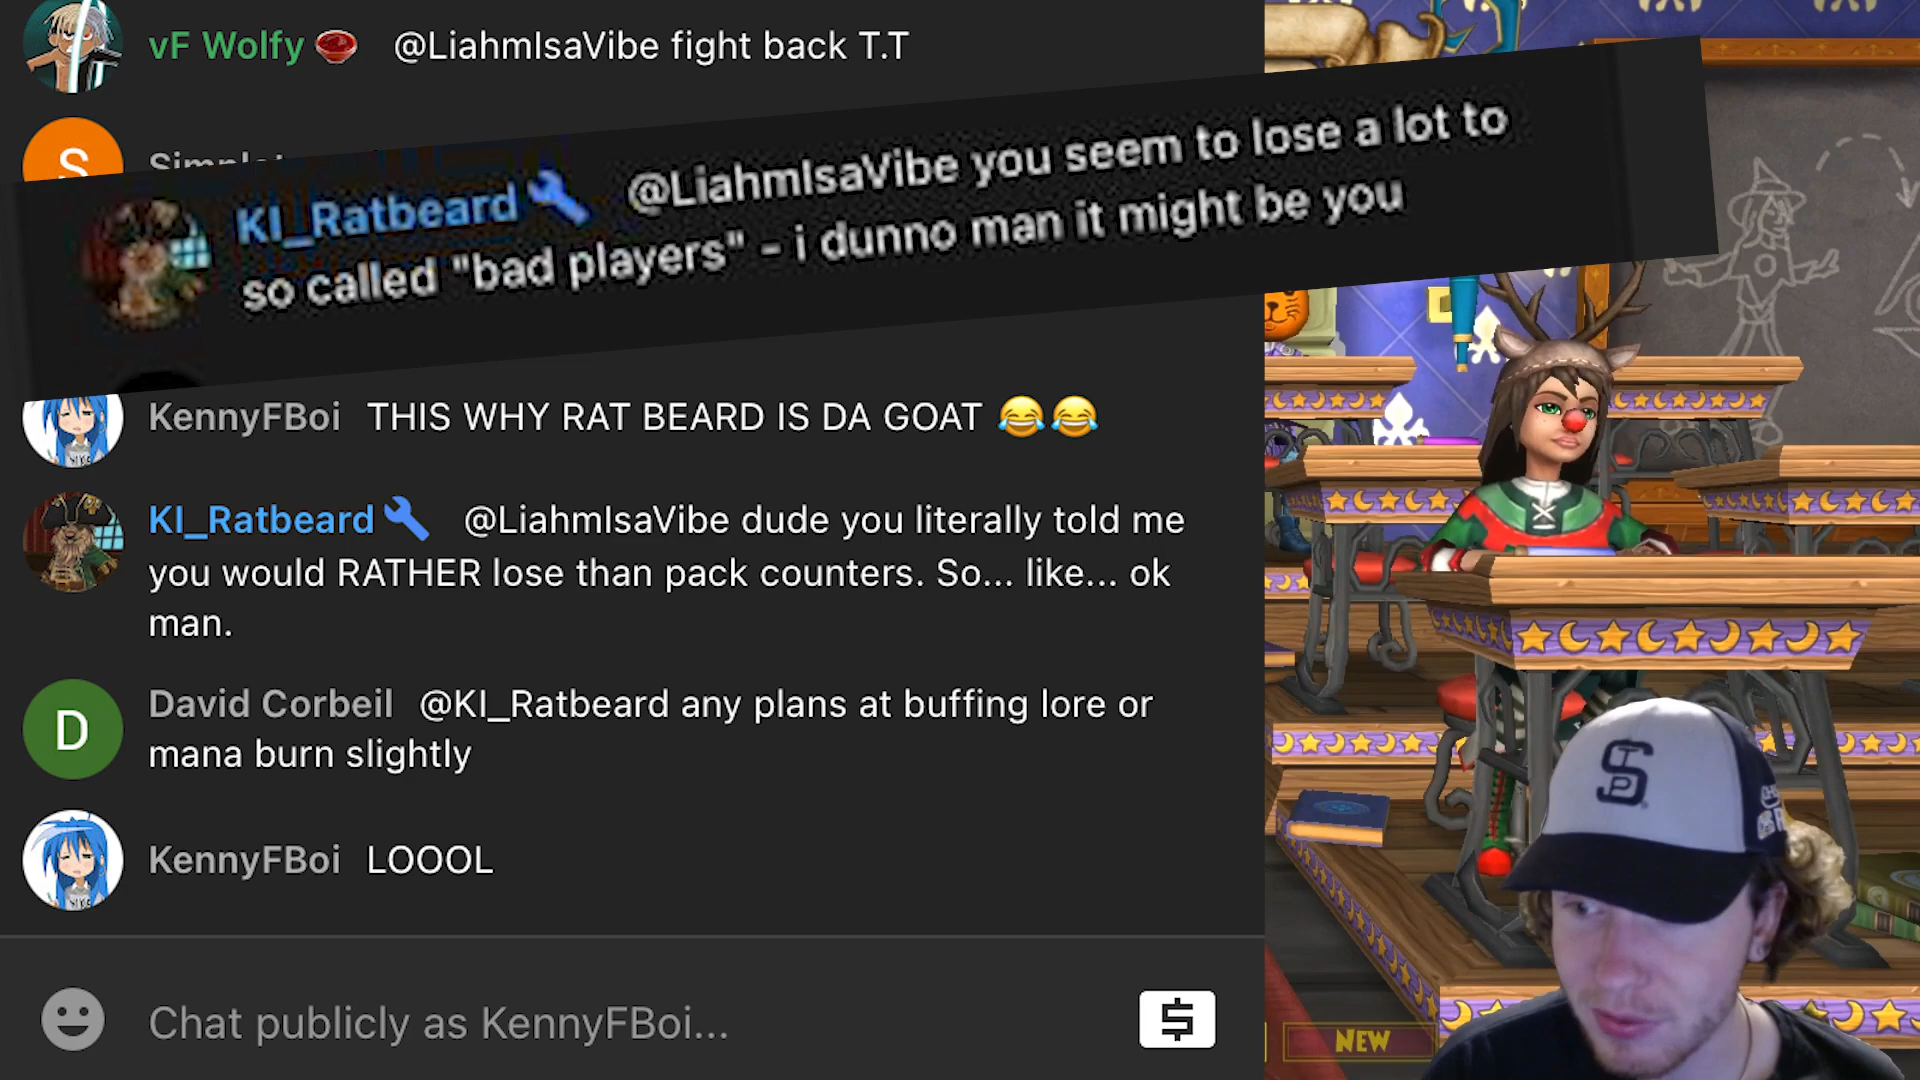 vF Wolfy @LiahmIsaVibe fight back T.T
S
KI_Ratbeard @LiahmIsaVibe you seem to lose a lot to
so called "bad players" - i dunno man it might be you
KennyFBoi THIS WHY RAT BEARD IS DA GOAT 😂😂
KI_Ratbeard @LiahmIsaVibe dude you literally told me
you would RATHER lose than pack counters. So... like... ok
man.
D
David Corbeil @KI_Ratbeard any plans at buffing lore or
mana burn slightly
KennyFBoi LOOOL
Chat publicly as KennyFBoi...
$
NEW